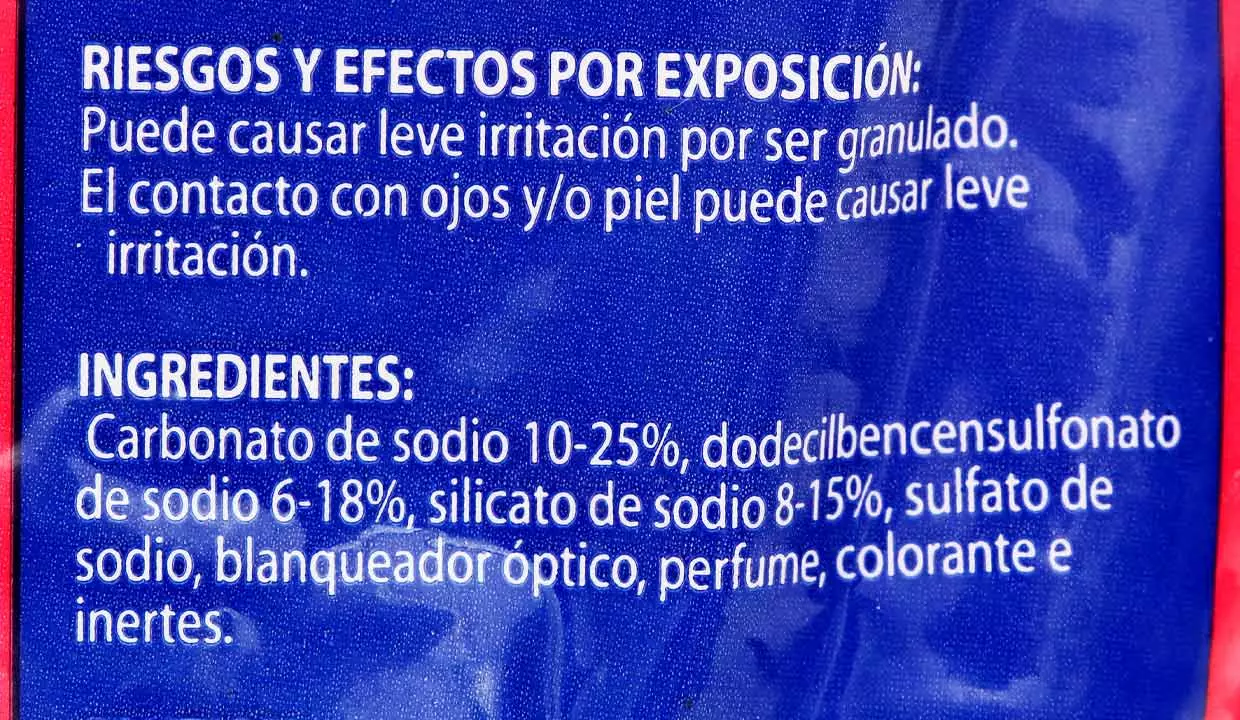 RIESGOS Y EFECTOS POR EXPOSICIÓN:
Puede causar leve irritación por ser granulado.
El contacto con ojos y/o piel puede causar leve
irritación.
INGREDIENTES:
Carbonato de sodio 10-25%, dodecilbencensulfonato
de sodio 6-18%, silicato de sodio 8-15%, sulfato de
sodio, blanqueador óptico, perfume, colorante e
inertes.